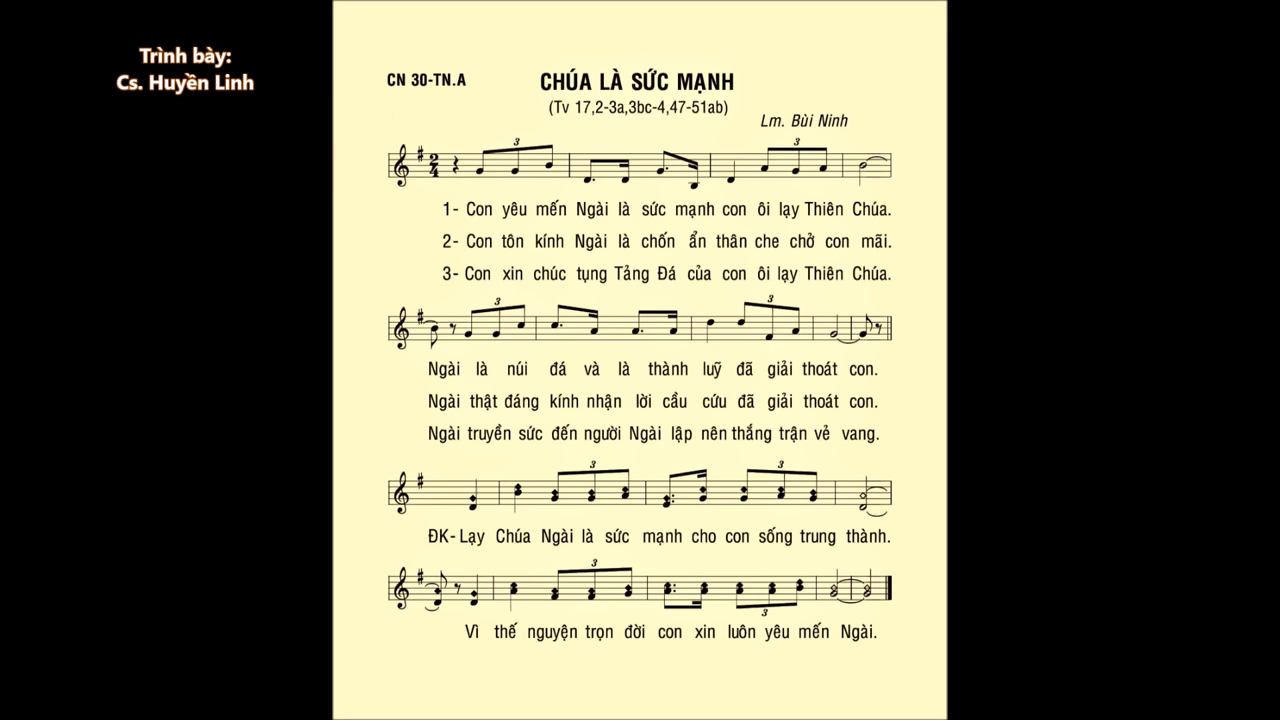 Trình bày:
Cs. Huyền Linh
CN 30-TN.A
CHÚA LÀ SỨC MẠNH
(Tv 17,2-3a,3bc-4,47-51ab)
Lm. Bùi Ninh
1- Con yêu mến Ngài là sức mạnh con ôi lạy Thiên Chúa.
2- Con tôn kính Ngài là chốn ẩn thân che chở con mãi.
3- Con xin chúc tụng Tảng Đá của con ôi lạy Thiên Chúa.
Ngài là núi đá và là thành luỹ đã giải thoát con.
Ngài thật đáng kính nhận lời cầu cứu đã giải thoát con.
Ngài truyền sức đến người Ngài lập nên thắng trận vẻ vang.
ĐK- Lạy Chúa Ngài là sức mạnh cho con sống trung thành.
Vì thế nguyện trọn đời con xin luôn yêu mến Ngài.